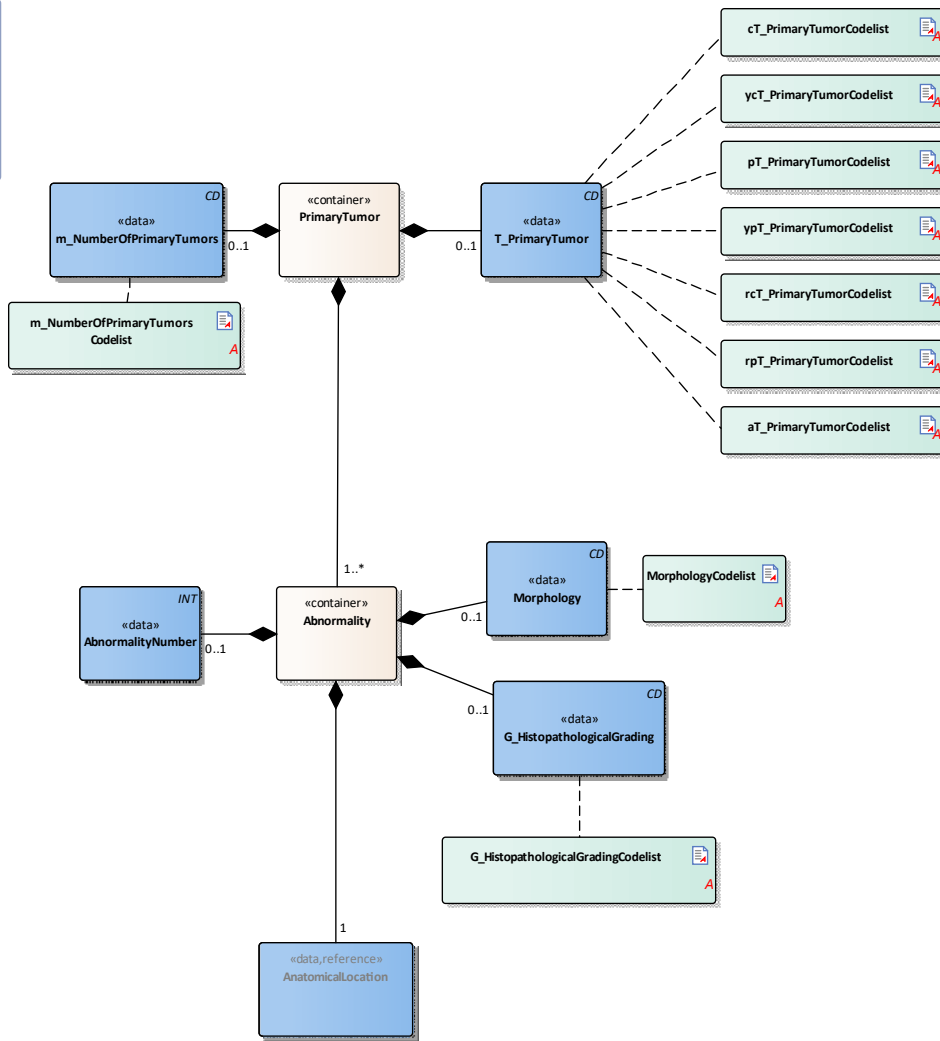 cT_PrimaryTumorCodelist
A
ycT_PrimaryTumorCodelist
A
pT_PrimaryTumorCodelist
A
CD
«data»
m_NumberOfPrimaryTumors
0..1
«container»
PrimaryTumor
CD
«data»
T_PrimaryTumor
0..1
ypT_PrimaryTumorCodelist
A
rcT_PrimaryTumorCodelist
A
m_NumberOfPrimaryTumors
Codelist
A
rpT_PrimaryTumorCodelist
A
aT_PrimaryTumorCodelist
A
1..*
INT
«data»
AbnormalityNumber
0..1
«container»
Abnormality
CD
«data»
Morphology
0..1
MorphologyCodelist
A
CD
«data»
G_HistopathologicalGrading
0..1
G_HistopathologicalGradingCodelist
A
1
«data,reference»
AnatomicalLocation